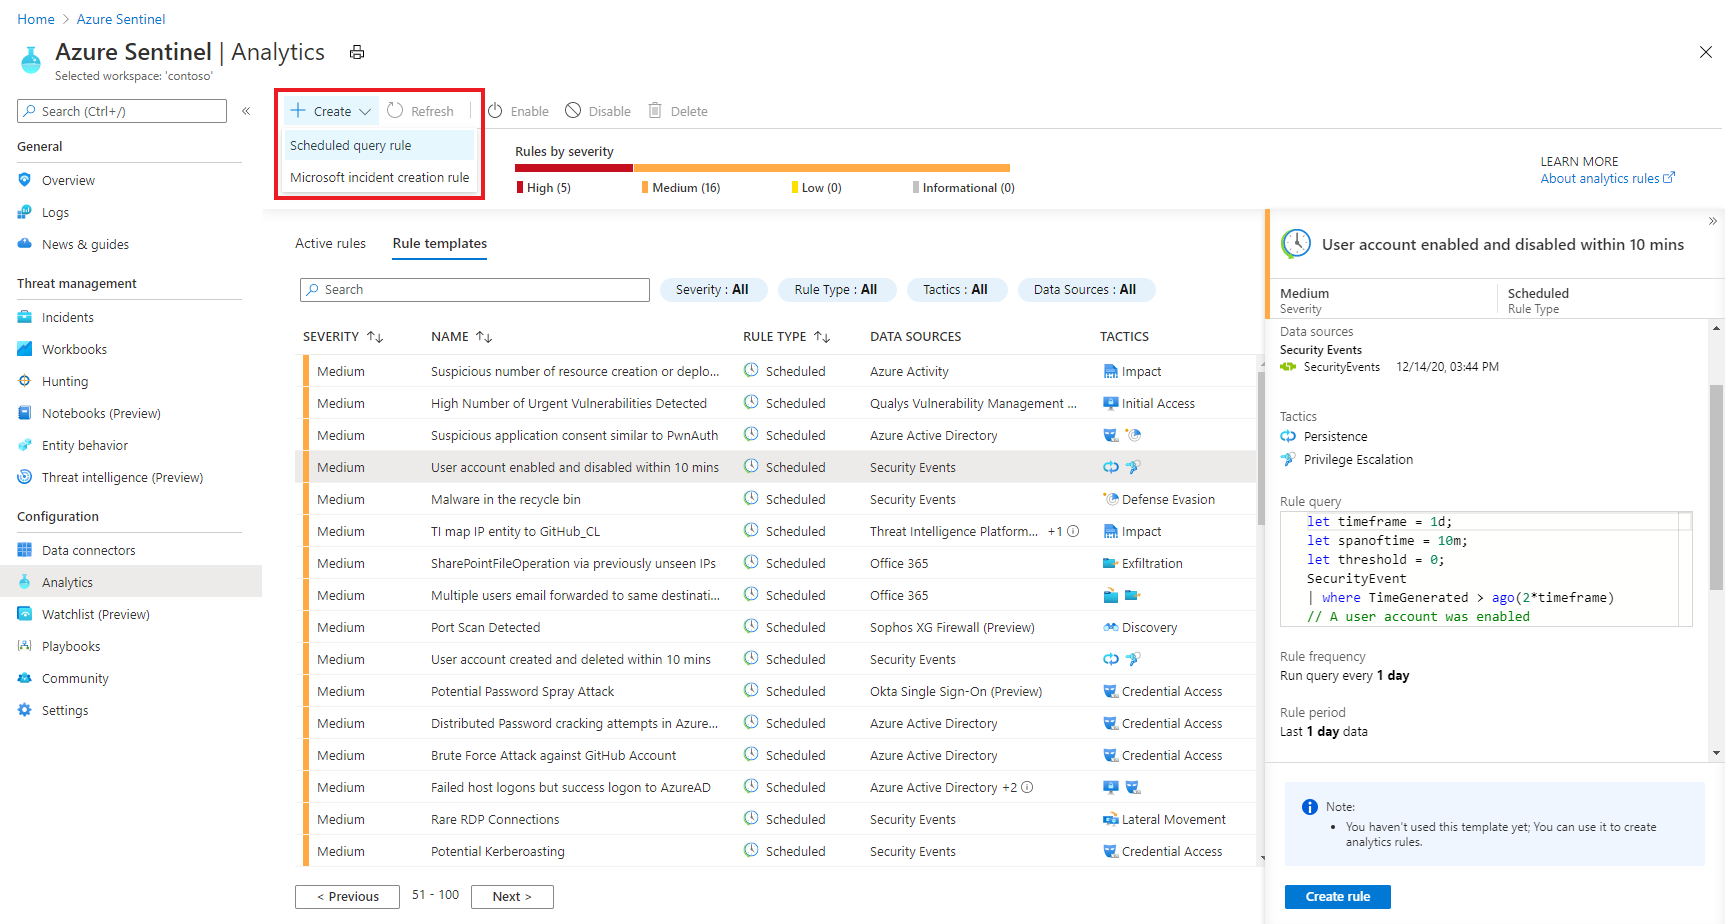 Home > Azure Sentinel
Azure Sentinel | Analytics
Selected workspace: 'contoso'
Search (Ctrl+/)
«
General
Overview
Logs
News & guides
Threat management
Incidents
Workbooks
Hunting
Notebooks (Preview)
Entity behavior
Threat intelligence (Preview)
Configuration
Data connectors
Analytics
Watchlist (Preview)
Playbooks
Community
Settings
Create Refresh Enable Disable Delete
Scheduled query rule
Microsoft incident creation rule
Rules by severity
High (5) Medium (16) Low (0) Informational (0)
LEARN MORE
About analytics rules
Active rules Rule templates
Search Severity : All Rule Type : All Tactics : All Data Sources : All
SEVERITY NAME RULE TYPE DATA SOURCES TACTICS
Medium Suspicious number of resource creation or deplo... Scheduled Azure Activity Impact
Medium High Number of Urgent Vulnerabilities Detected Scheduled Qualys Vulnerability Management ... Initial Access
Medium Suspicious application consent similar to PwnAuth Scheduled Azure Active Directory
Medium User account enabled and disabled within 10 mins Scheduled Security Events
Medium Malware in the recycle bin Scheduled Security Events Defense Evasion
Medium TI map IP entity to GitHub_CL Scheduled Threat Intelligence Platform... +1 Impact
Medium SharePointFileOperation via previously unseen IPs Scheduled Office 365 Exfiltration
Medium Multiple users email forwarded to same destinati... Scheduled Office 365
Medium Port Scan Detected Scheduled Sophos XG Firewall (Preview) Discovery
Medium User account created and deleted within 10 mins Scheduled Security Events
Medium Potential Password Spray Attack Scheduled Okta Single Sign-On (Preview) Credential Access
Medium Distributed Password cracking attempts in Azure... Scheduled Azure Active Directory Credential Access
Medium Brute Force Attack against GitHub Account Scheduled Azure Active Directory Credential Access
Medium Failed host logons but success logon to AzureAD Scheduled Azure Active Directory +2
Medium Rare RDP Connections Scheduled Security Events Lateral Movement
Medium Potential Kerberoasting Scheduled Security Events Credential Access
< Previous 51 - 100 Next >
»
User account enabled and disabled within 10 mins
Medium Scheduled
Severity Rule Type
Data sources
Security Events
SecurityEvents 12/14/20, 03:44 PM
Tactics
Persistence
Privilege Escalation
Rule query
let timeframe = 1d;
let spanoftime = 10m;
let threshold = 0;
SecurityEvent
| where TimeGenerated > ago(2*timeframe)
// A user account was enabled
Rule frequency
Run query every 1 day
Rule period
Last 1 day data
Note:
• You haven't used this template yet; You can use it to create
analytics rules.
Create rule